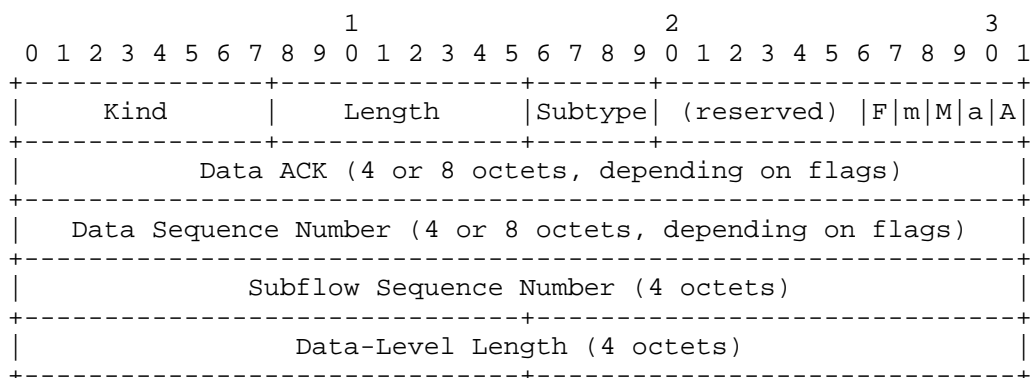 1                   2                   3
 0 1 2 3 4 5 6 7 8 9 0 1 2 3 4 5 6 7 8 9 0 1 2 3 4 5 6 7 8 9 0 1
+---------------+---------------+-------+----------------------+
|     Kind      |    Length     |Subtype| (reserved) |F|m|M|a|A|
+---------------+---------------+-------+----------------------+
|           Data ACK (4 or 8 octets, depending on flags)       |
+--------------------------------------------------------------+
|   Data Sequence Number (4 or 8 octets, depending on flags)   |
+--------------------------------------------------------------+
|              Subflow Sequence Number (4 octets)              |
+-------------------------------+------------------------------+
|                 Data-Level Length (4 octets)                 |
+-------------------------------+------------------------------+